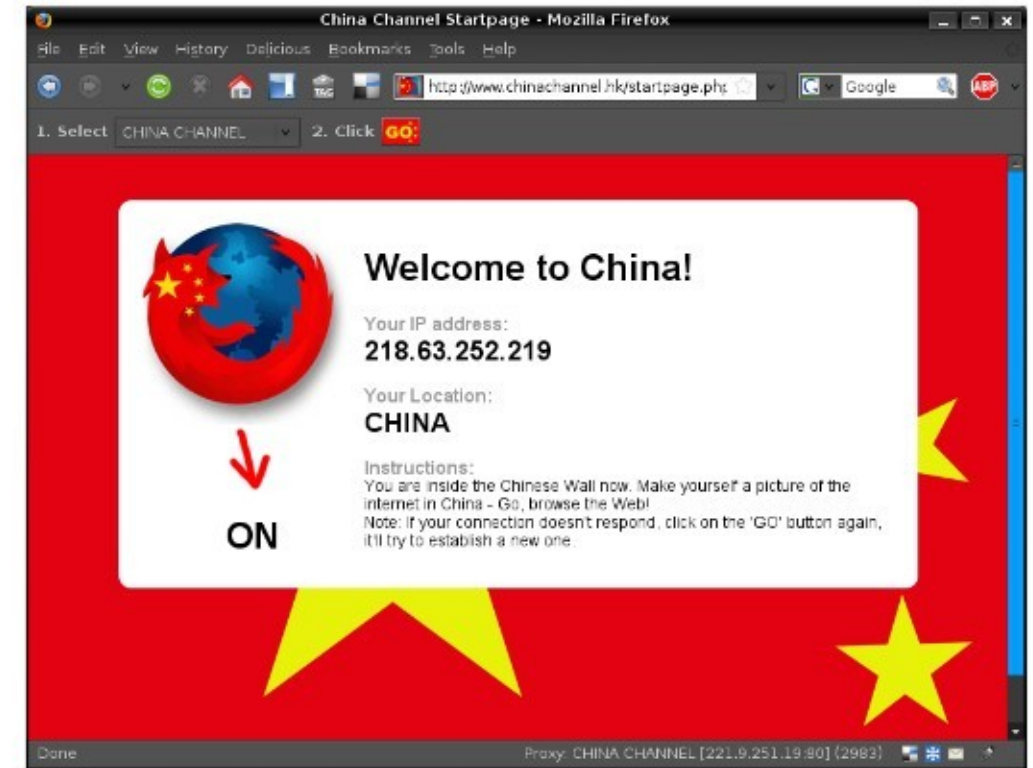 China Channel Startpage - Mozilla Firefox
File Edit View History Delicious Bookmarks Tools Help
TAG http://www.chinachannel.hk/startpage.php Google ABP
1. Select CHINA CHANNEL 2. Click GO!
Welcome to China!
Your IP address:
218.63.252.219
Your Location:
CHINA
Instructions:
You are inside the Chinese Wall now. Make yourself a picture of the
internet in China - Go, browse the Web!
Note: If your connection doesn't respond, click on the 'GO' button again,
it'll try to establish a new one.
ON
Done Proxy: CHINA CHANNEL [221.9.251.19:80] (2983)